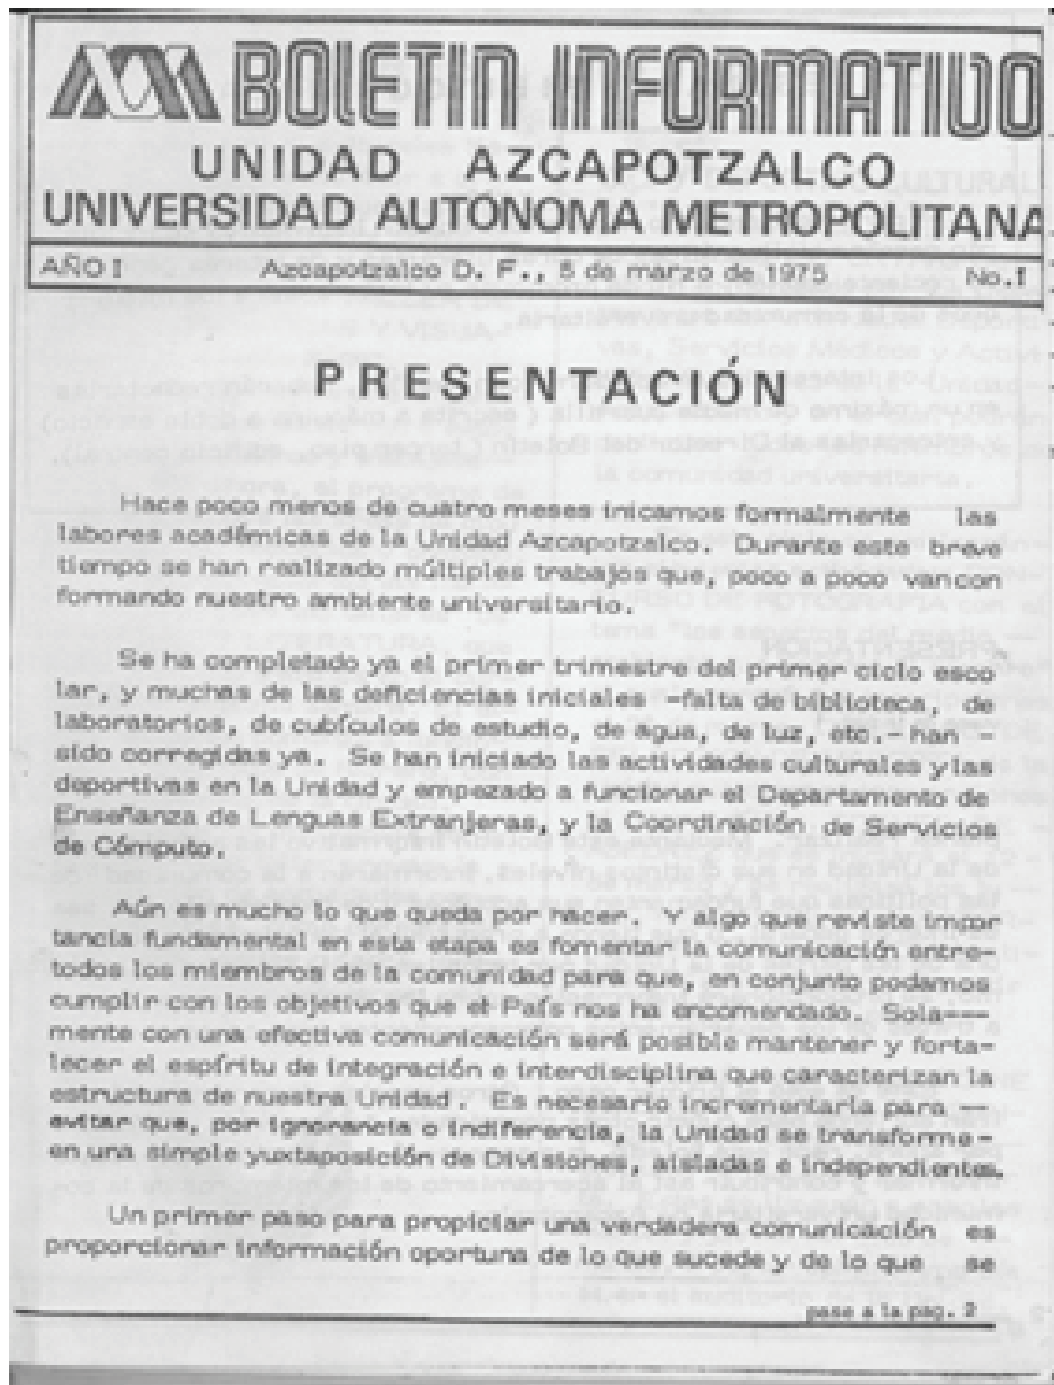 BOLETIN INFORMATIVO
UNIDAD AZCAPOTZALCO
UNIVERSIDAD AUTÓNOMA METROPOLITANA
AÑO I Azcapotzalco D. F., 5 de marzo de 1975 No. I
PRESENTACIÓN
Hace poco menos de cuatro meses inicamos formalmente las
labores académicas de la Unidad Azcapotzalco. Durante este breve
tiempo se han realizado múltiples trabajos que, poco a poco van con
formando nuestro ambiente universitario.
Se ha completado ya el primer trimestre del primer ciclo esco
lar, y muchas de las deficiencias iniciales -falta de biblioteca, de
laboratorios, de cubículos de estudio, de agua, de luz, etc.- han -
sido corregidas ya. Se han iniciado las actividades culturales y las
deportivas en la Unidad y empezado a funcionar el Departamento de
Enseñanza de Lenguas Extranjeras, y la Coordinación de Servicios
de Cómputo.
Aún es mucho lo que queda por hacer. Y algo que reviste impor
tancia fundamental en esta etapa es fomentar la comunicación entre-
todos los miembros de la comunidad para que, en conjunto podamos
cumplir con los objetivos que el País nos ha encomendado. Sola---
mente con una efectiva comunicación será posible mantener y forta-
lecer el espíritu de integración e interdisciplina que caracterizan la
estructura de nuestra Unidad. Es necesario incrementarla para --
evitar que, por ignorancia o indiferencia, la Unidad se transforme-
en una simple yuxtaposición de Divisiones, aisladas e independientes.
Un primer paso para propiciar una verdadera comunicación es
proporcionar información oportuna de lo que sucede y de lo que se
pase a la pág. 2